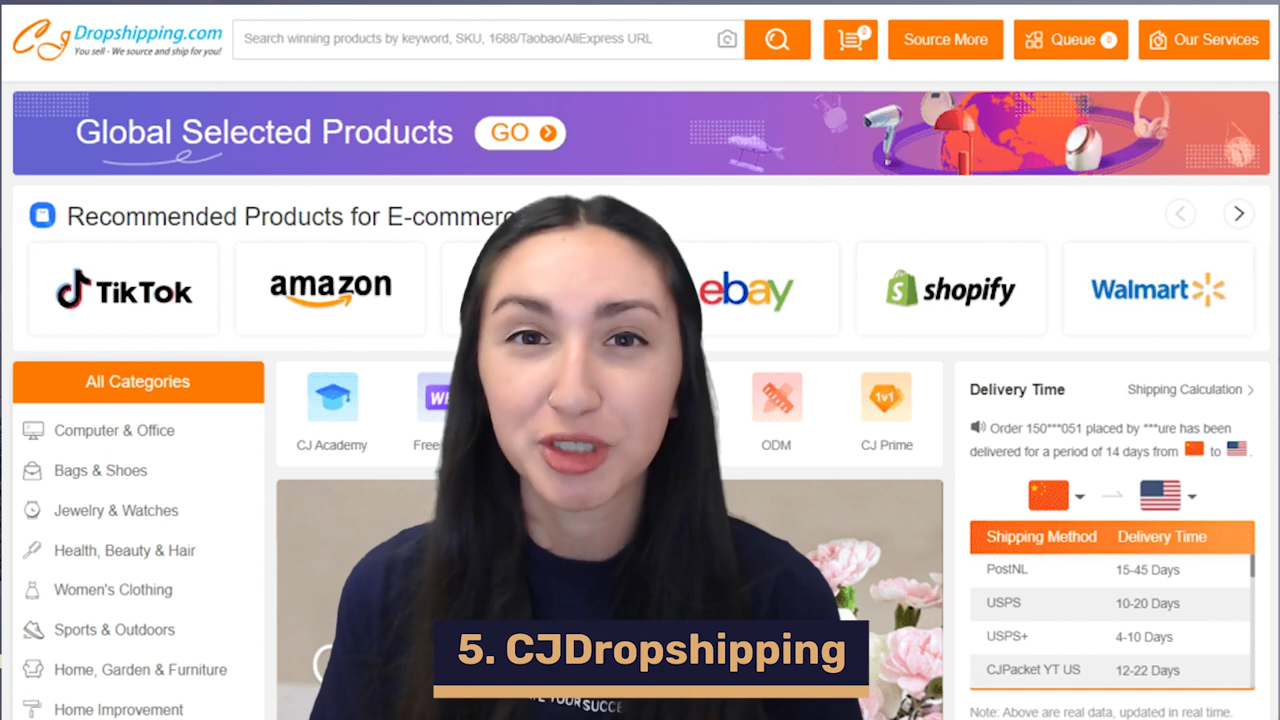 CJ Dropshipping.com
You sell - We source and ship for you!
Search winning products by keyword, SKU, 1688/Taobao/AliExpress URL
0
Source More
Queue 0
Our Services
Global Selected Products GO
Recommended Products for E-commerc
TikTok
amazon
ebay
shopify
Walmart
All Categories
Computer & Office
Bags & Shoes
Jewelry & Watches
Health, Beauty & Hair
Women's Clothing
Sports & Outdoors
Home, Garden & Furniture
Home Improvement
CJ Academy
Free
ODM
1v1
CJ Prime
Delivery Time Shipping Calculation
Order 150***051 placed by ***ure has been
delivered for a period of 14 days from to .
Shipping Method Delivery Time
PostNL 15-45 Days
USPS 10-20 Days
USPS+ 4-10 Days
CJPacket YT US 12-22 Days
Note: Above are real data, updated in real time.
5. CJDropshipping
YOUR